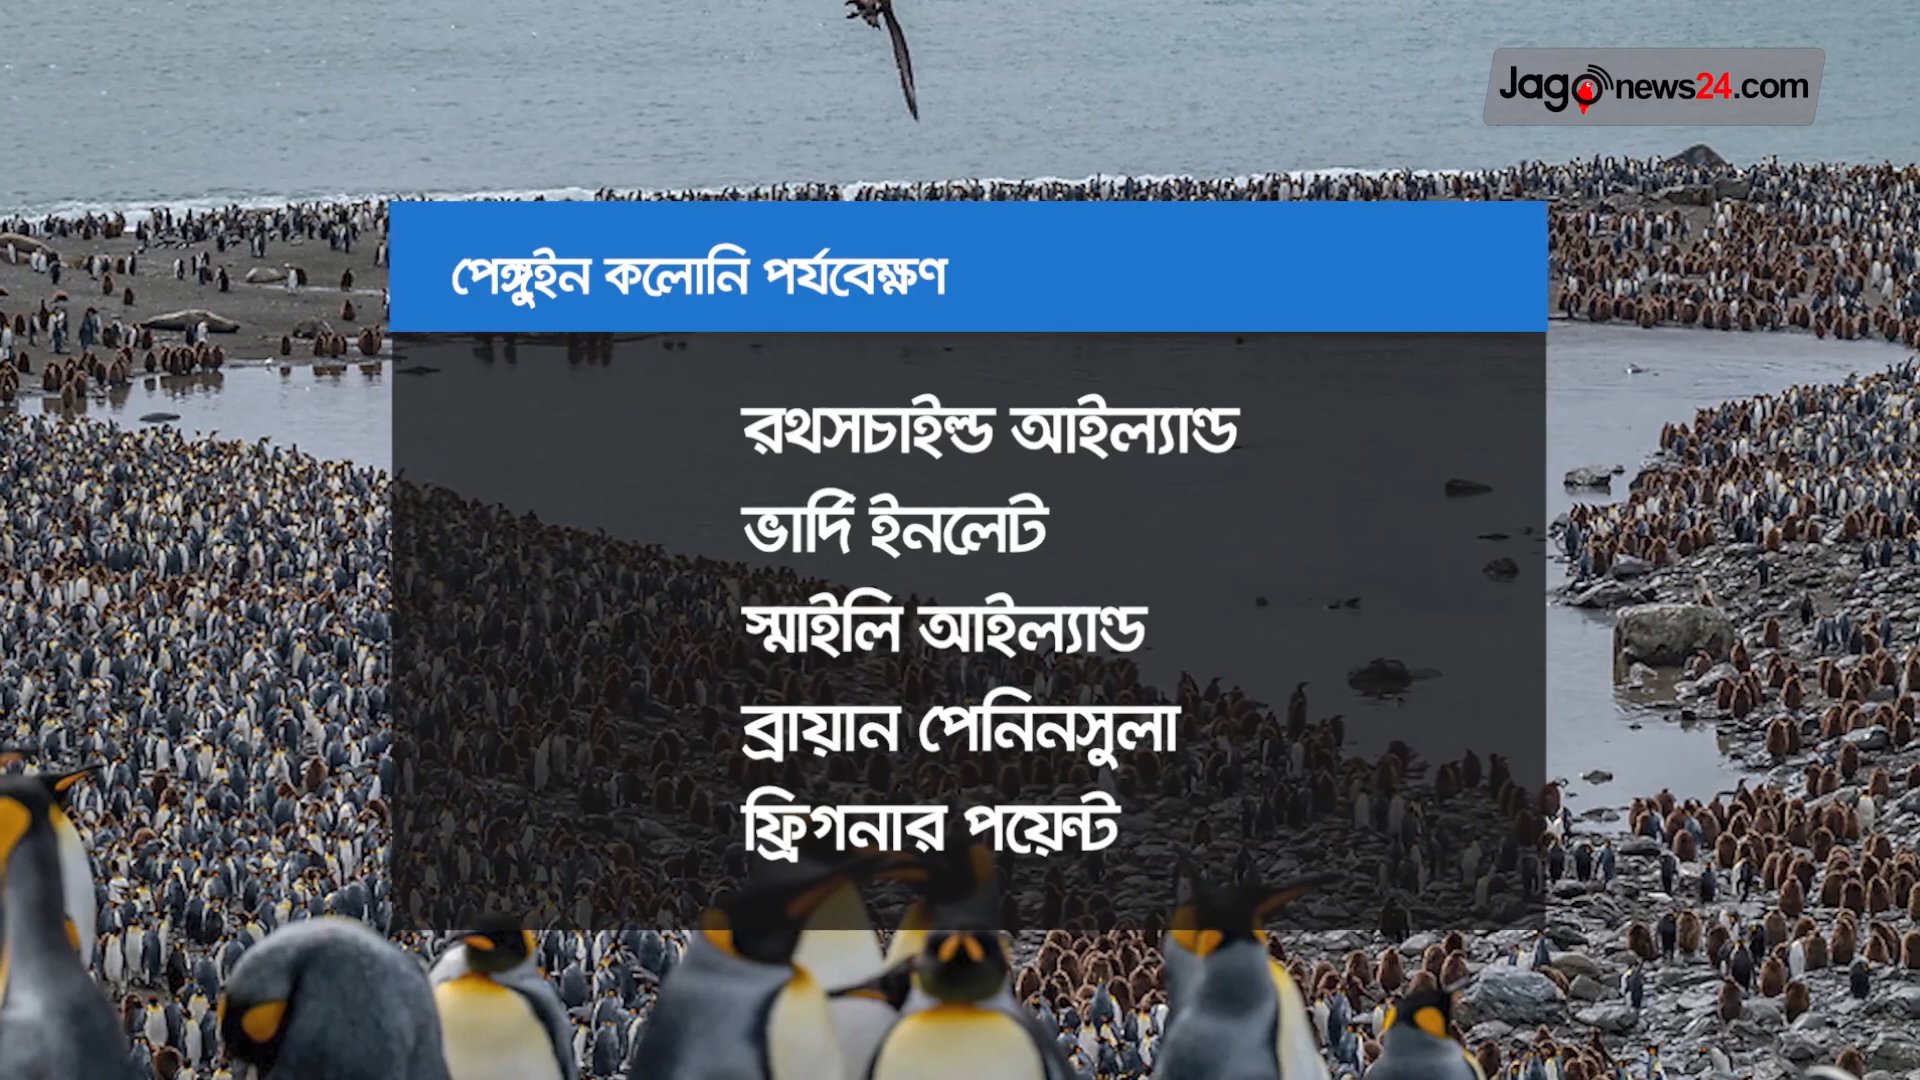 Jagonews24.com
পেঙ্গুইন কলোনি পর্যবেক্ষণ
রথসচাইল্ড আইল্যাণ্ড
ভার্দি ইনলেট
স্মাইলি আইল্যাণ্ড
ব্রায়ান পেনিনসুলা
ফ্রিগনার পয়েন্ট